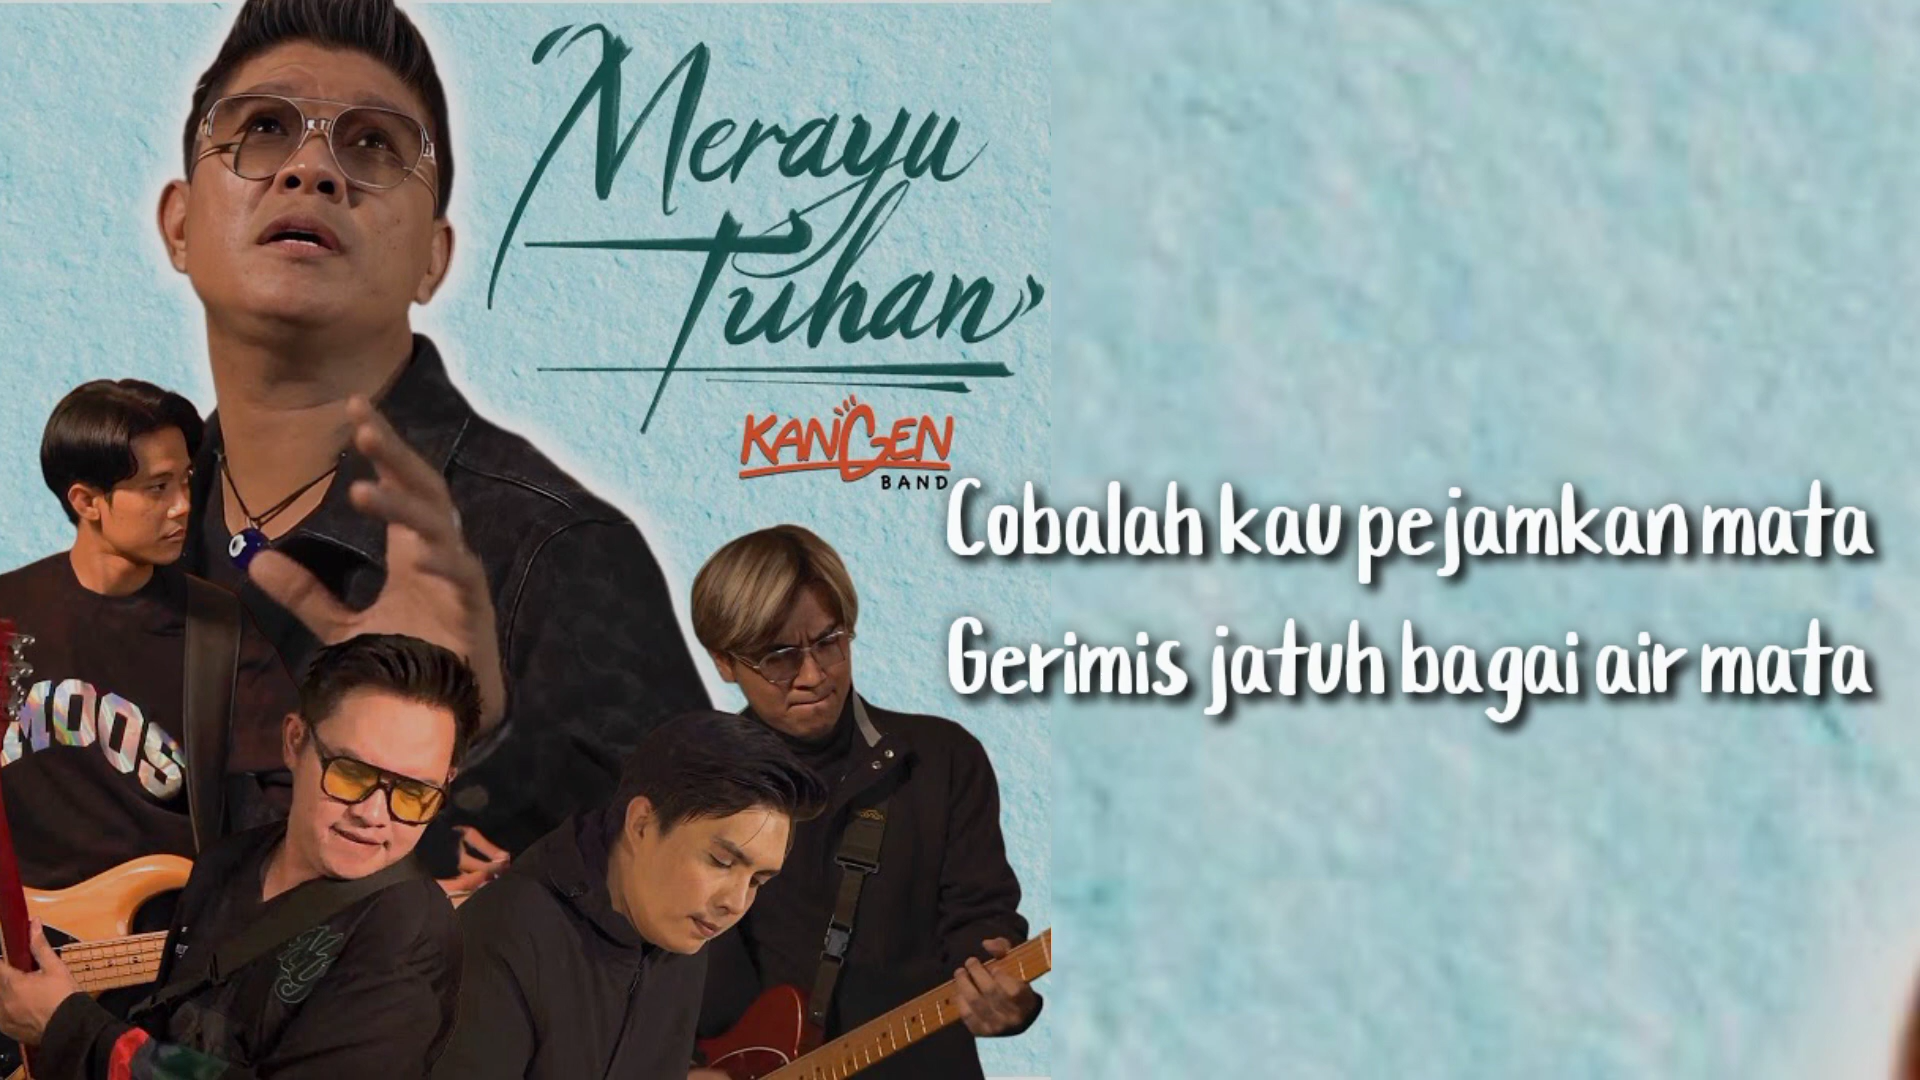 Merayu
Tuhan
KANGEN
BAND
MOOS
Cobalah kau pejamkan mata
Gerimis jatuh bagai air mata